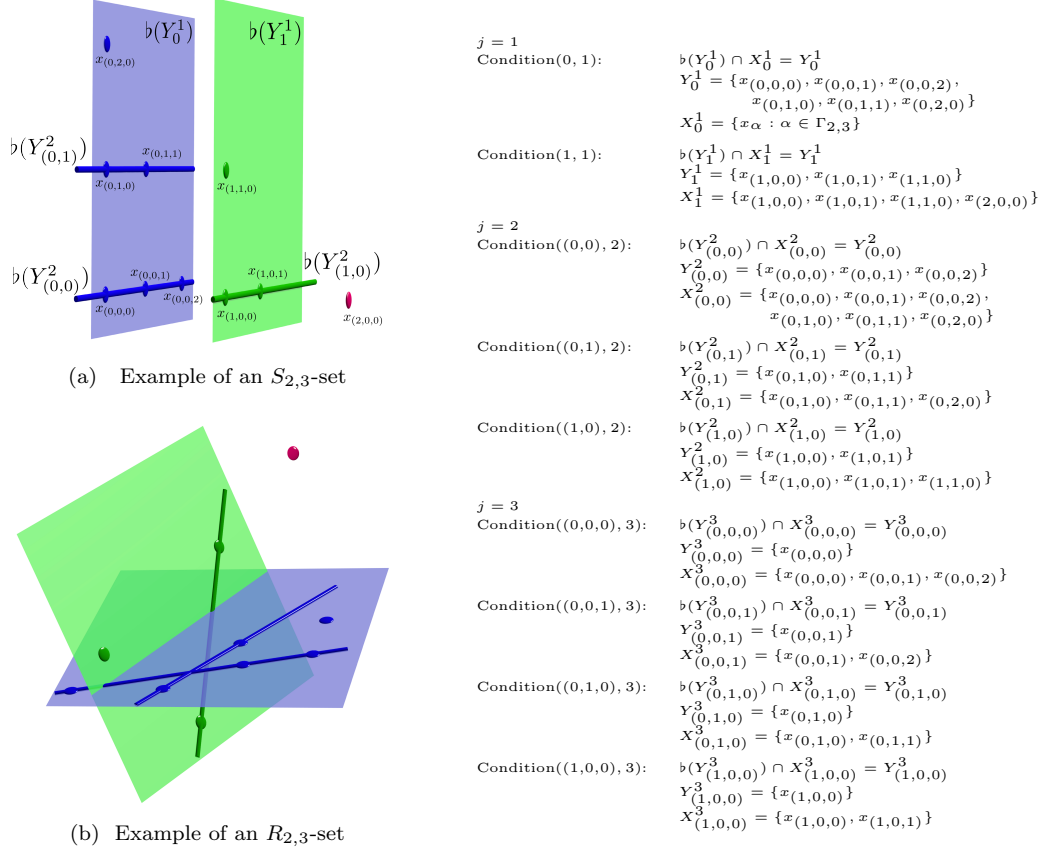 ♭(Y^1_0)
♭(Y^1_1)
x_(0,2,0)
♭(Y^2_(0,1))
x_(0,1,1)
x_(0,1,0)
x_(1,1,0)
♭(Y^2_(0,0))
x_(0,0,1)
x_(0,0,2)
x_(0,0,0)
x_(1,0,1)
♭(Y^2_(1,0))
x_(1,0,0)
x_(2,0,0)
(a) Example of an S_2,3-set
(b) Example of an R_2,3-set
j = 1
Condition(0, 1): ♭(Y^1_0) ∩ X^1_0 = Y^1_0
Y^1_0 = {x_(0,0,0), x_(0,0,1), x_(0,0,2),
x_(0,1,0), x_(0,1,1), x_(0,2,0)}
X^1_0 = {x_α : α ∈ Γ_2,3}
Condition(1, 1): ♭(Y^1_1) ∩ X^1_1 = Y^1_1
Y^1_1 = {x_(1,0,0), x_(1,0,1), x_(1,1,0)}
X^1_1 = {x_(1,0,0), x_(1,0,1), x_(1,1,0), x_(2,0,0)}
j = 2
Condition((0,0), 2): ♭(Y^2_(0,0)) ∩ X^2_(0,0) = Y^2_(0,0)
Y^2_(0,0) = {x_(0,0,0), x_(0,0,1), x_(0,0,2)}
X^2_(0,0) = {x_(0,0,0), x_(0,0,1), x_(0,0,2),
x_(0,1,0), x_(0,1,1), x_(0,2,0)}
Condition((0,1), 2): ♭(Y^2_(0,1)) ∩ X^2_(0,1) = Y^2_(0,1)
Y^2_(0,1) = {x_(0,1,0), x_(0,1,1)}
X^2_(0,1) = {x_(0,1,0), x_(0,1,1), x_(0,2,0)}
Condition((1,0), 2): ♭(Y^2_(1,0)) ∩ X^2_(1,0) = Y^2_(1,0)
Y^2_(1,0) = {x_(1,0,0), x_(1,0,1)}
X^2_(1,0) = {x_(1,0,0), x_(1,0,1), x_(1,1,0)}
j = 3
Condition((0,0,0), 3): ♭(Y^3_(0,0,0)) ∩ X^3_(0,0,0) = Y^3_(0,0,0)
Y^3_(0,0,0) = {x_(0,0,0)}
X^3_(0,0,0) = {x_(0,0,0), x_(0,0,1), x_(0,0,2)}
Condition((0,0,1), 3): ♭(Y^3_(0,0,1)) ∩ X^3_(0,0,1) = Y^3_(0,0,1)
Y^3_(0,0,1) = {x_(0,0,1)}
X^3_(0,0,1) = {x_(0,0,1), x_(0,0,2)}
Condition((0,1,0), 3): ♭(Y^3_(0,1,0)) ∩ X^3_(0,1,0) = Y^3_(0,1,0)
Y^3_(0,1,0) = {x_(0,1,0)}
X^3_(0,1,0) = {x_(0,1,0), x_(0,1,1)}
Condition((1,0,0), 3): ♭(Y^3_(1,0,0)) ∩ X^3_(1,0,0) = Y^3_(1,0,0)
Y^3_(1,0,0) = {x_(1,0,0)}
X^3_(1,0,0) = {x_(1,0,0), x_(1,0,1)}